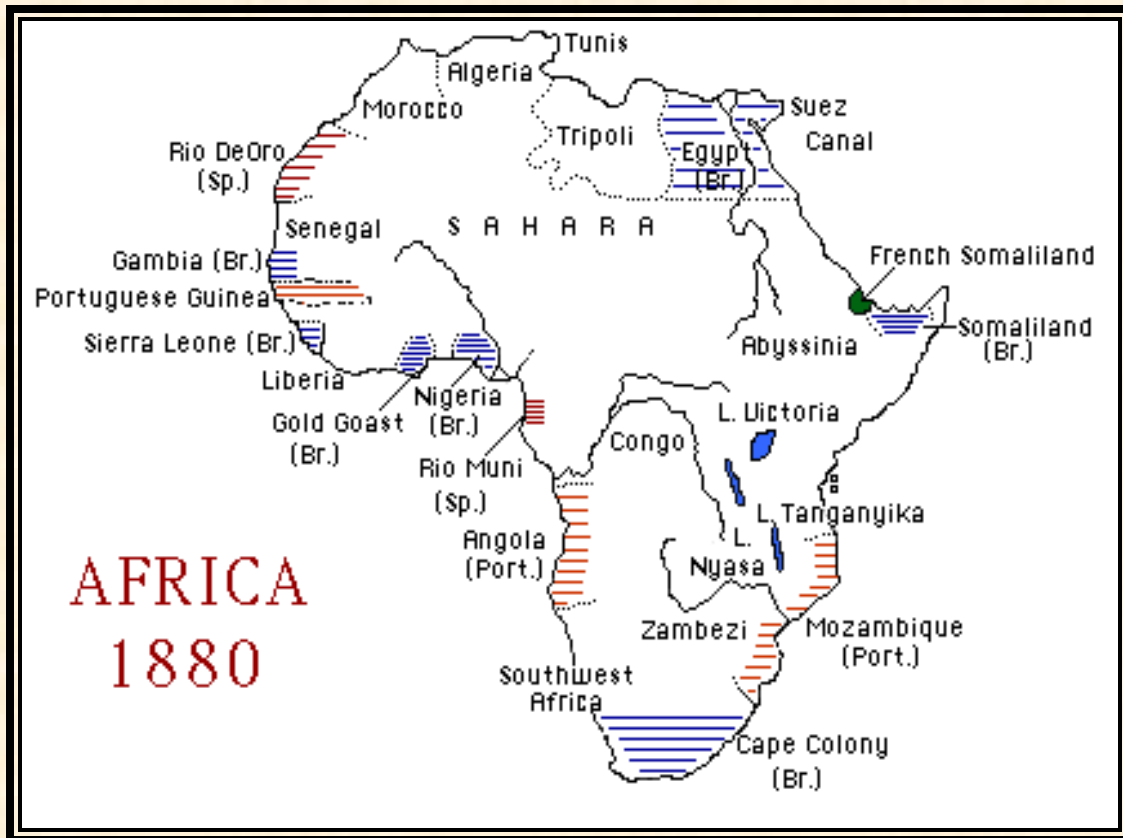 Tunis
Algeria
Morocco
Tripoli
Suez
Canal
Egypt
(Br.)
Rio DeOro
(Sp.)
Senegal
S A H A R A
Gambia (Br.)
French Somaliland
Portuguese Guinea
Sierra Leone (Br.)
Abyssinia
Somaliland
(Br.)
Liberia
Nigeria
(Br.)
Gold Goast
(Br.)
L. Victoria
Congo
Rio Muni
(Sp.)
L. Tanganyika
Angola
(Port.)
L.
Nyasa
AFRICA
1880
Zambezi
Mozambique
(Port.)
Southwest
Africa
Cape Colony
(Br.)